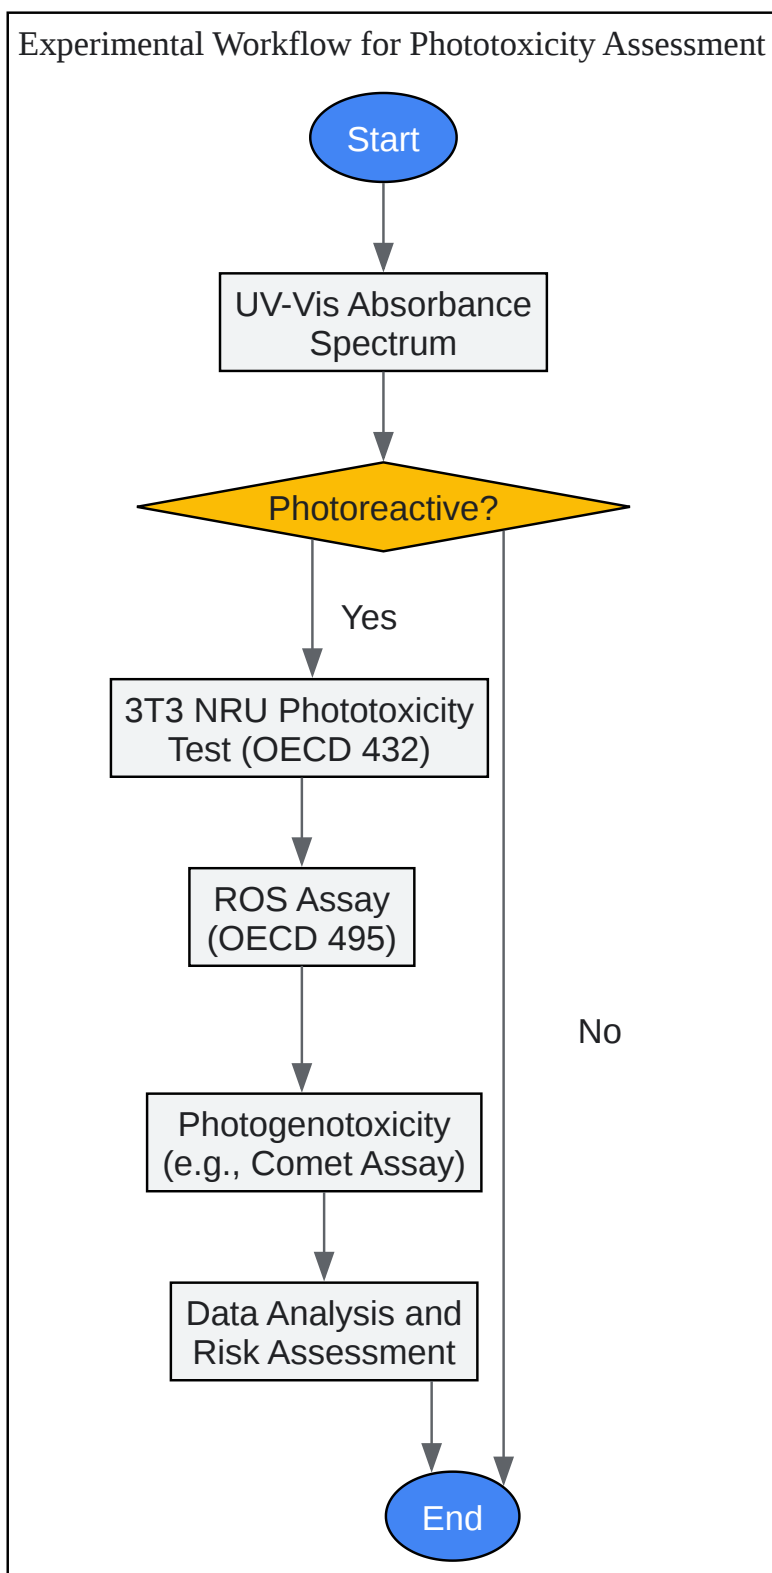 Experimental Workflow for Phototoxicity Assessment
Start
UV-Vis Absorbance
Spectrum
Photoreactive?
Yes
3T3 NRU Phototoxicity
Test (OECD 432)
ROS Assay
(OECD 495)
No
Photogenotoxicity
(e.g., Comet Assay)
Data Analysis and
Risk Assessment
End